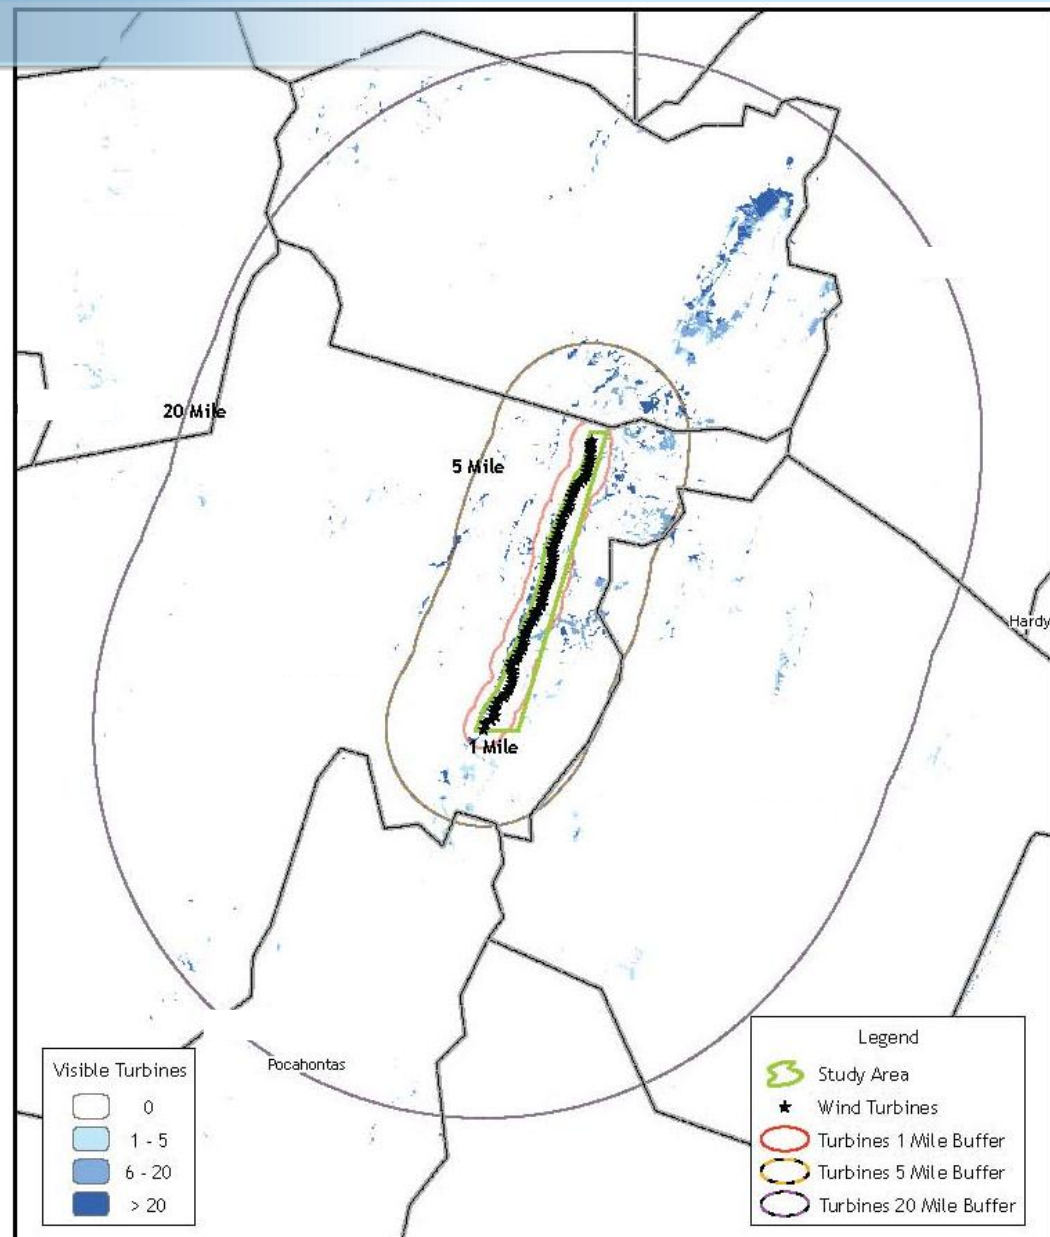 20 Mile
5 Mile
Hardy
1 Mile
Pocahontas
Visible Turbines
0
1 - 5
6 - 20
> 20
Legend
Study Area
Wind Turbines
Turbines 1 Mile Buffer
Turbines 5 Mile Buffer
Turbines 20 Mile Buffer